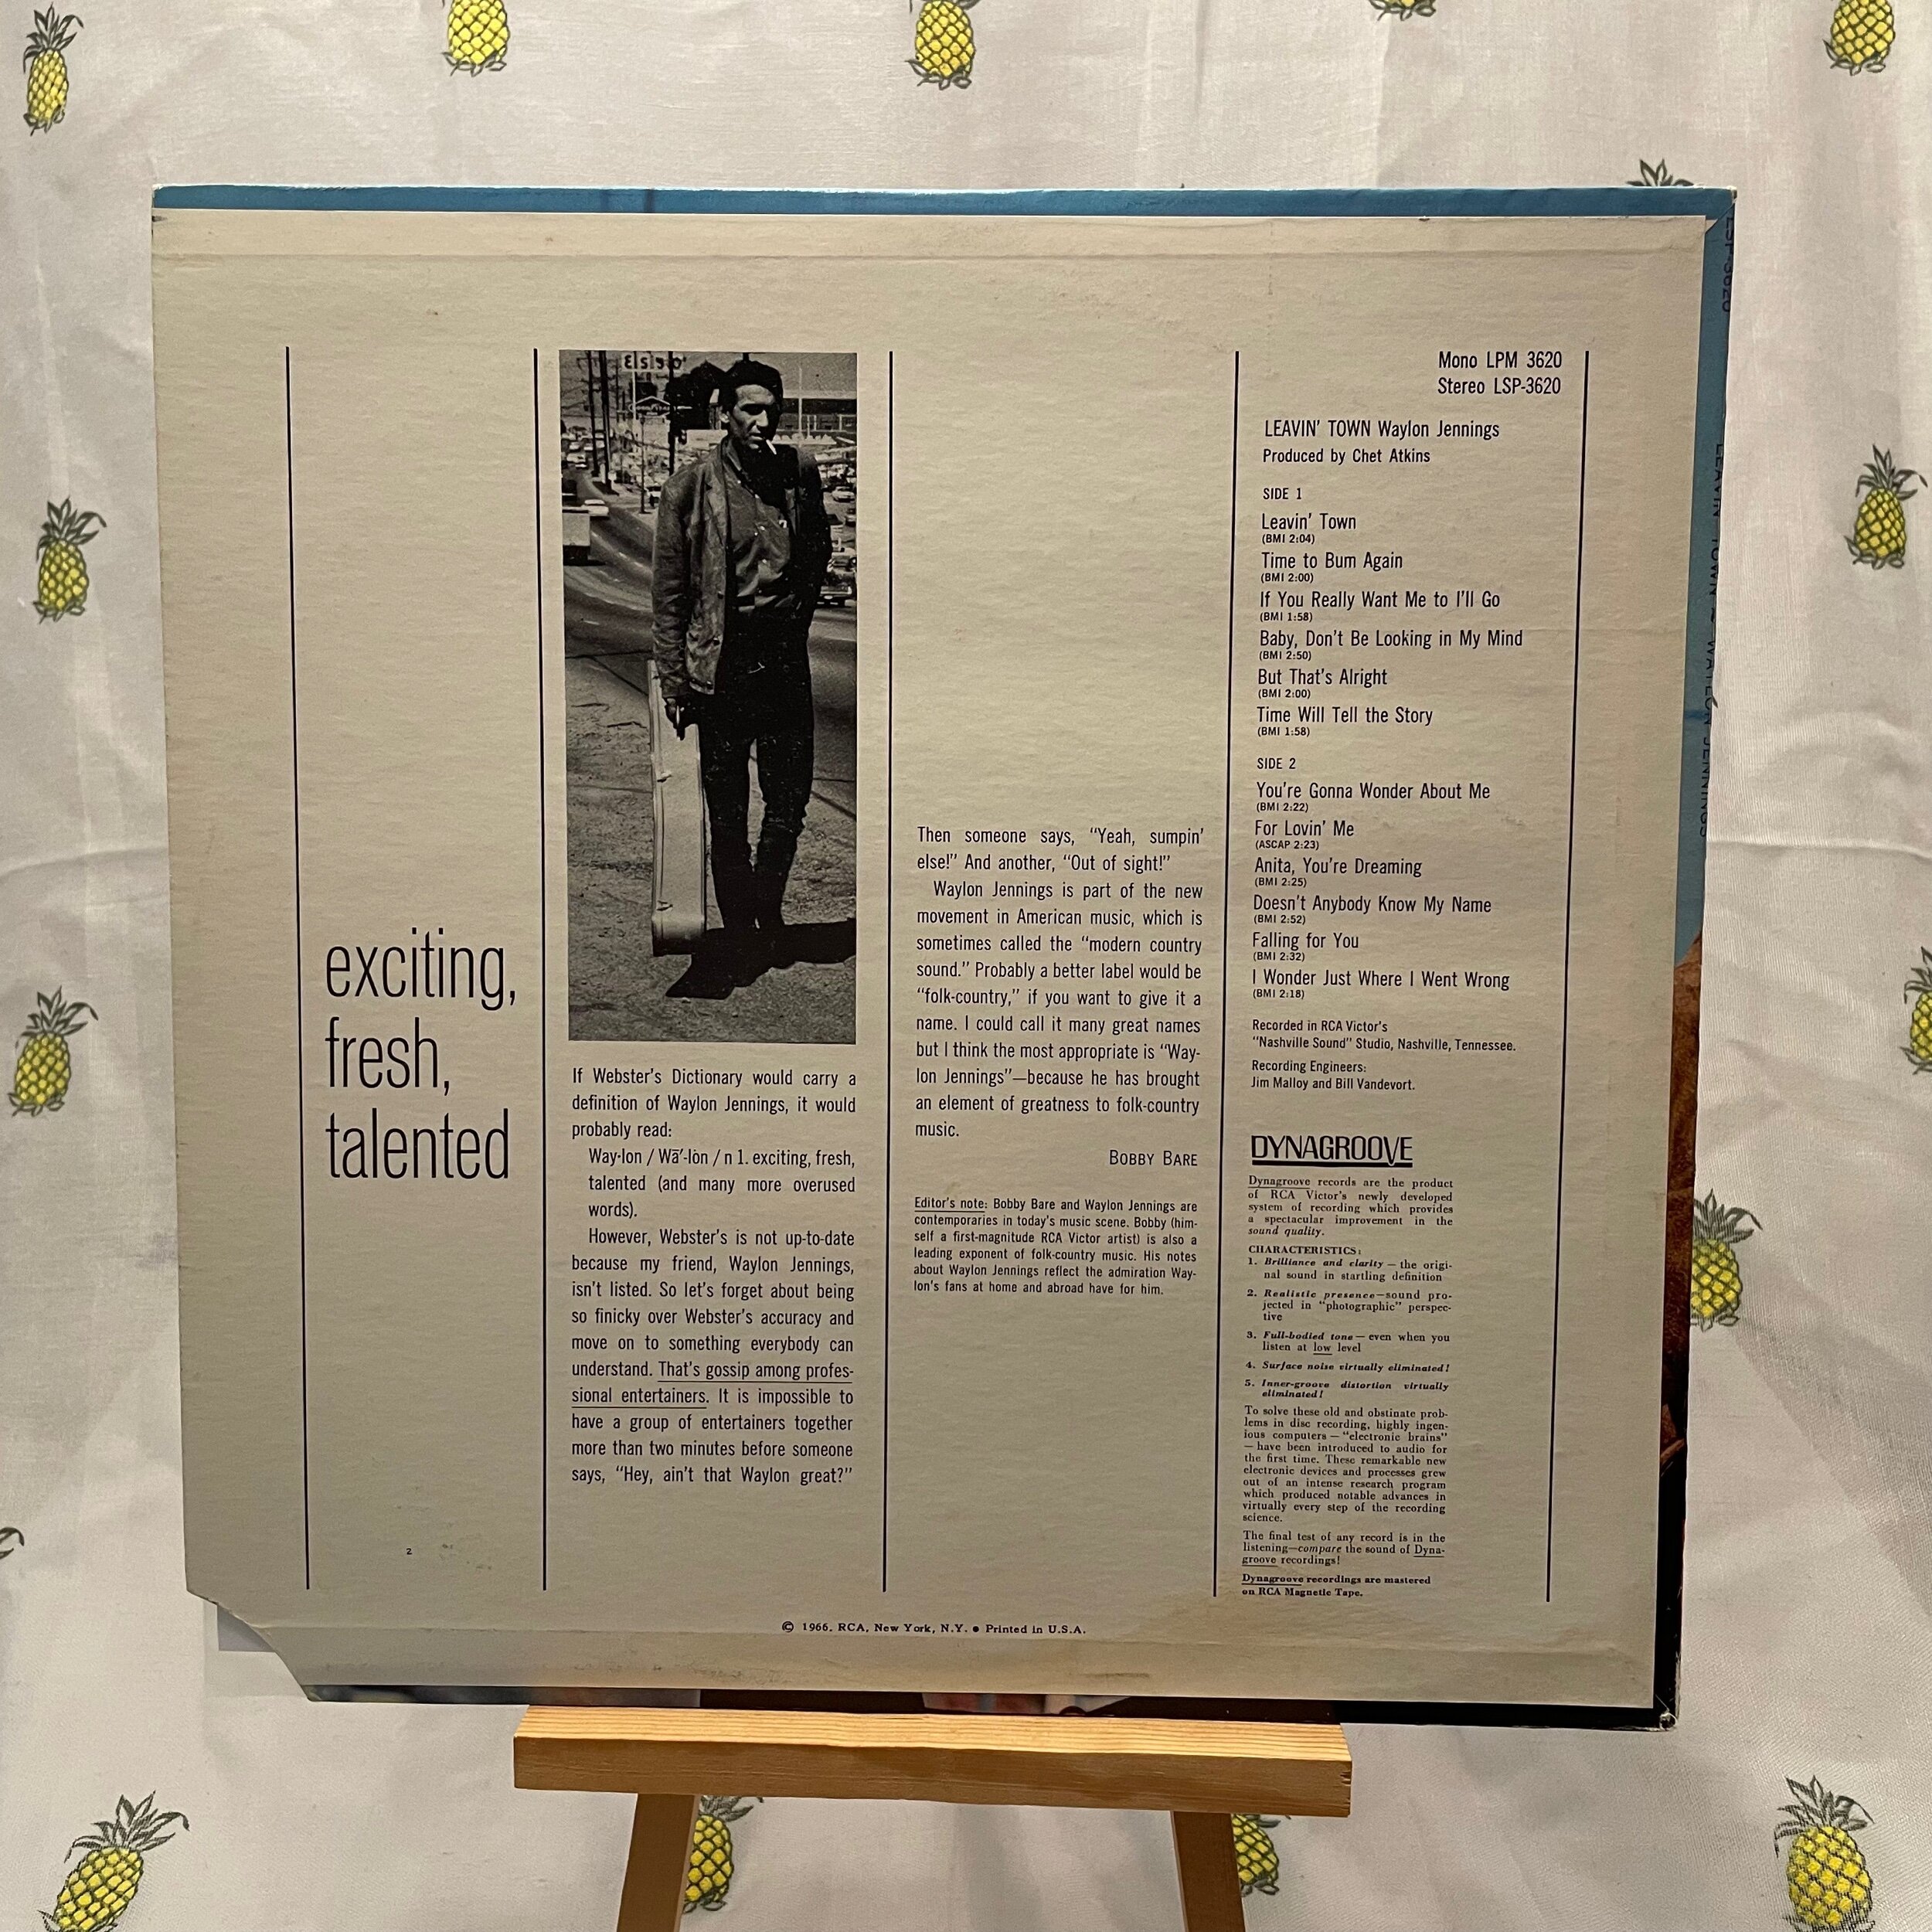 exciting,
fresh,
talented
2
If Webster's Dictionary would carry a
definition of Waylon Jennings, it would
probably read:
Way·lon / Wā′-lòn / n 1. exciting, fresh,
talented (and many more overused
words).
However, Webster's is not up-to-date
because my friend, Waylon Jennings,
isn't listed. So let's forget about being
so finicky over Webster's accuracy and
move on to something everybody can
understand. That's gossip among profes-
sional entertainers. It is impossible to
have a group of entertainers together
more than two minutes before someone
says, "Hey, ain't that Waylon great?"
Then someone says, "Yeah, sumpin'
else!" And another, "Out of sight!"
Waylon Jennings is part of the new
movement in American music, which is
sometimes called the "modern country
sound." Probably a better label would be
"folk-country," if you want to give it a
name. I could call it many great names
but I think the most appropriate is "Way-
lon Jennings"—because he has brought
an element of greatness to folk-country
music.
BOBBY BARE
Editor's note: Bobby Bare and Waylon Jennings are
contemporaries in today's music scene. Bobby (him-
self a first-magnitude RCA Victor artist) is also a
leading exponent of folk-country music. His notes
about Waylon Jennings reflect the admiration Way-
lon's fans at home and abroad have for him.
Mono LPM 3620
Stereo LSP-3620
LEAVIN' TOWN Waylon Jennings
Produced by Chet Atkins
SIDE 1
Leavin' Town
(BMI 2:04)
Time to Bum Again
(BMI 2:00)
If You Really Want Me to I'll Go
(BMI 1:58)
Baby, Don't Be Looking in My Mind
(BMI 2:50)
But That's Alright
(BMI 2:00)
Time Will Tell the Story
(BMI 1:58)
SIDE 2
You're Gonna Wonder About Me
(BMI 2:22)
For Lovin' Me
(ASCAP 2:23)
Anita, You're Dreaming
(BMI 2:25)
Doesn't Anybody Know My Name
(BMI 2:52)
Falling for You
(BMI 2:32)
I Wonder Just Where I Went Wrong
(BMI 2:18)
Recorded in RCA Victor's
"Nashville Sound" Studio, Nashville, Tennessee.
Recording Engineers:
Jim Malloy and Bill Vandevort.
DYNAGROOVE
Dynagroove records are the product
of RCA Victor's newly developed
system of recording which provides
a spectacular improvement in the
sound quality.
CHARACTERISTICS:
1. Brilliance and clarity — the origi-
nal sound in startling definition
2. Realistic presence—sound pro-
jected in "photographic" perspec-
tive
3. Full-bodied tone — even when you
listen at low level
4. Surface noise virtually eliminated!
5. Inner-groove distortion virtually
eliminated!
To solve these old and obstinate prob-
lems in disc recording, highly ingen-
ious computers — "electronic brains"
— have been introduced to audio for
the first time. These remarkable new
electronic devices and processes grew
out of an intense research program
which produced notable advances in
virtually every step of the recording
science.
The final test of any record is in the
listening—compare the sound of Dyna-
groove recordings!
Dynagroove recordings are mastered
on RCA Magnetic Tape.
© 1966, RCA, New York, N.Y. ● Printed in U.S.A.
LSP-3620
LEAVIN' TOWN WAYLON JENNINGS